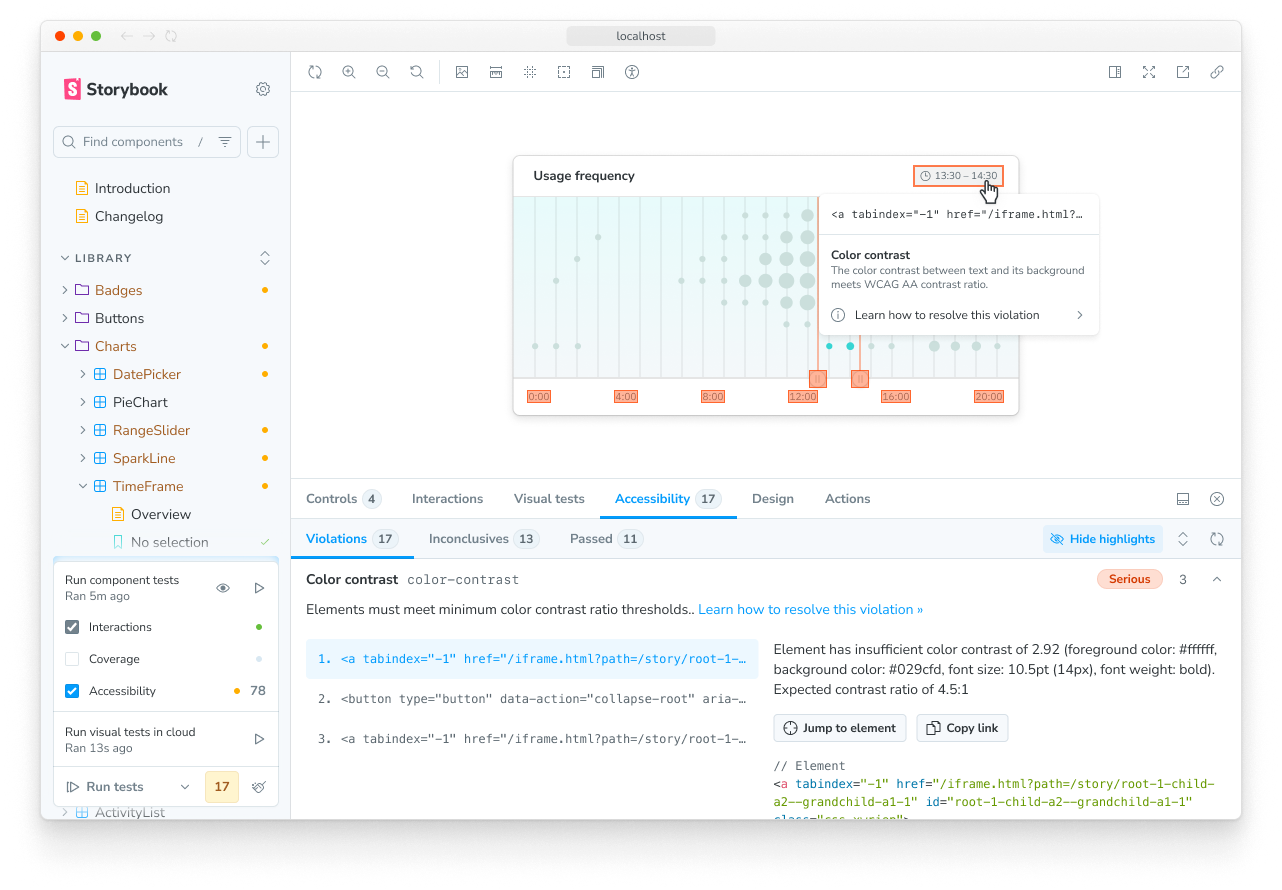 localhost
Storybook
Find components /
Introduction
Changelog
LIBRARY
Badges
Buttons
Charts
DatePicker
PieChart
RangeSlider
SparkLine
TimeFrame
Overview
No selection
Run component tests
Ran 5m ago
Interactions
Coverage
Accessibility 78
Run visual tests in cloud
Ran 13s ago
Run tests 17
ActivityList
Usage frequency
13:30 – 14:30
<a tabindex="-1" href="/iframe.html?…
Color contrast
The color contrast between text and its background
meets WCAG AA contrast ratio.
Learn how to resolve this violation
0:00 4:00 8:00 12:00 16:00 20:00
Controls 4 Interactions Visual tests Accessibility 17 Design Actions
Violations 17 Inconclusives 13 Passed 11 Hide highlights
Color contrast color-contrast Serious 3
Elements must meet minimum color contrast ratio thresholds.. Learn how to resolve this violation »
1. <a tabindex="-1" href="/iframe.html?path=/story/root-1-…
2. <button type="button" data-action="collapse-root" aria-…
3. <a tabindex="-1" href="/iframe.html?path=/story/root-1-…
Element has insufficient color contrast of 2.92 (foreground color: #ffffff,
background color: #029cfd, font size: 10.5pt (14px), font weight: bold).
Expected contrast ratio of 4.5:1
Jump to element Copy link
// Element
<a tabindex="-1" href="/iframe.html?path=/story/root-1-child-
a2--grandchild-a1-1" id="root-1-child-a2--grandchild-a1-1"